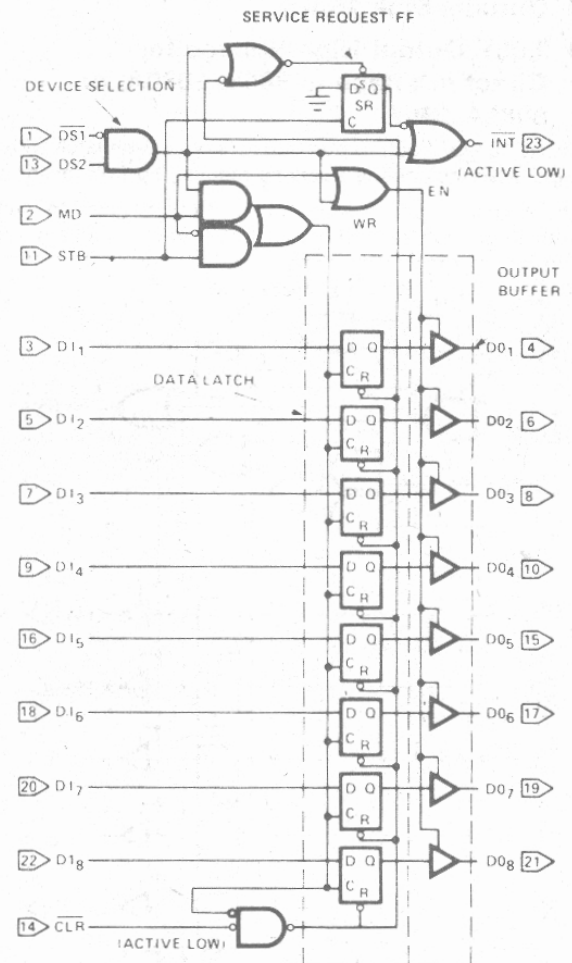 SERVICE REQUEST FF
DEVICE SELECTION
D S Q
SR
C
1 DS1
13 DS2
INT 23
(ACTIVE LOW)
2 MD
EN
WR
11 STB
OUTPUT
BUFFER
3 DI1 D Q C R DO1 4
DATA LATCH
5 DI2 D Q C R DO2 6
7 DI3 D Q C R DO3 8
9 DI4 D Q C R DO4 10
16 DI5 D Q C R DO5 15
18 DI6 D Q C R DO6 17
20 DI7 D Q C R DO7 19
22 DI8 D Q C R DO8 21
14 CLR
(ACTIVE LOW)